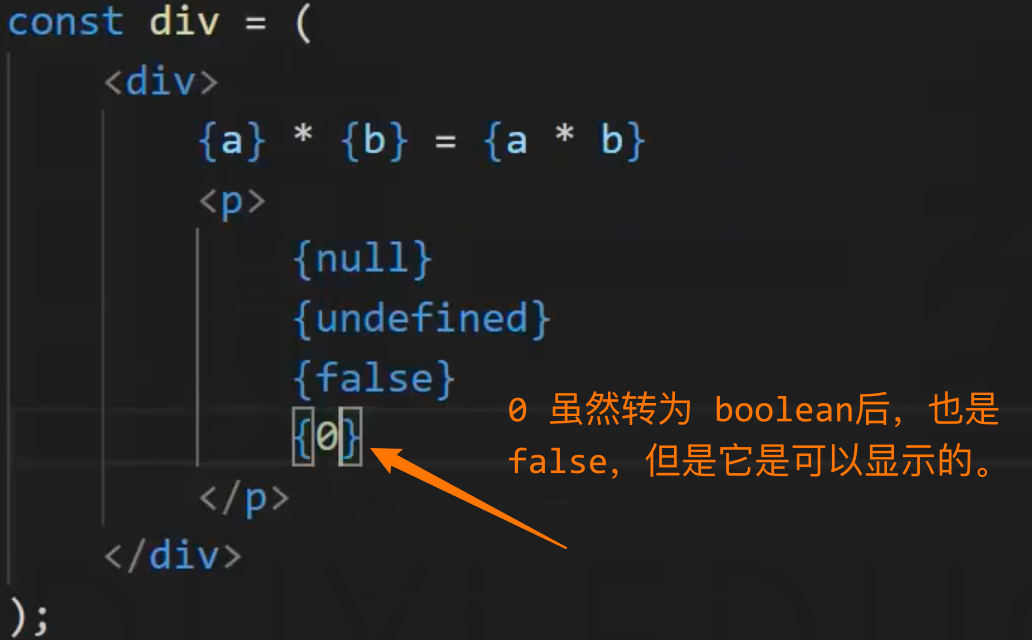 const div = (
<div>
{a} * {b} = {a * b}
<p>
{null}
{undefined}
{false}
{0}
0 虽然转为 boolean后，也是
false，但是它是可以显示的。
</p>
</div>
);